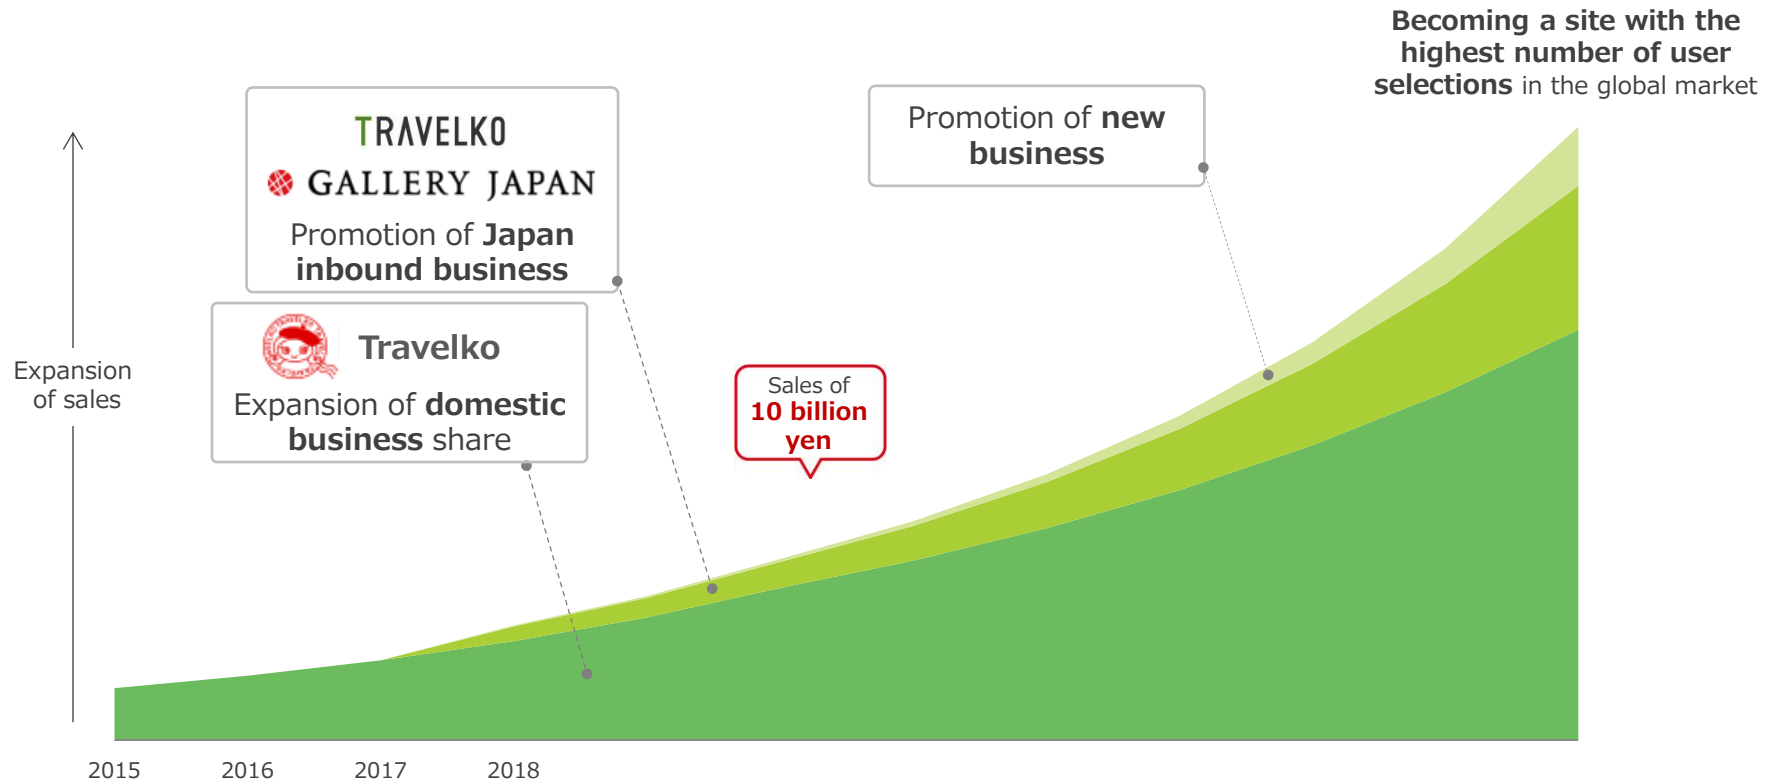 Becoming a site with the
highest number of user
selections in the global market
TRAVELKO
GALLERY JAPAN
Promotion of Japan
inbound business
Promotion of new
business
Travelko
Expansion of domestic
business share
Expansion
of sales
Sales of
10 billion
yen
2015 2016 2017 2018